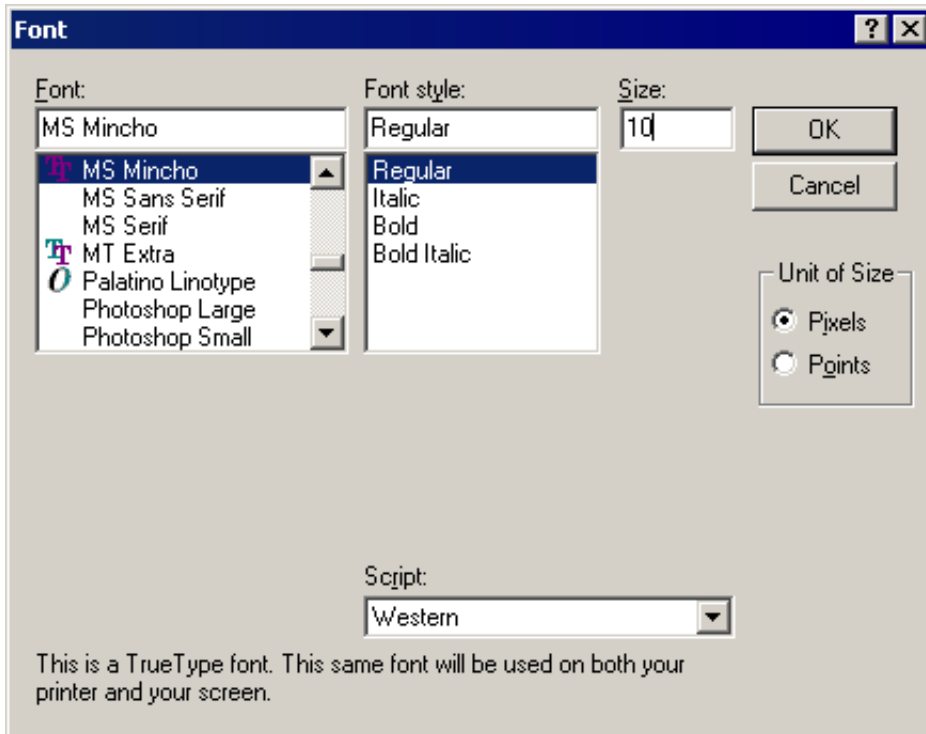 Font
Font: Font style: Size:
MS Mincho Regular 10 OK
MS Mincho Regular
MS Sans Serif Italic Cancel
MS Serif Bold
MT Extra Bold Italic
Palatino Linotype Unit of Size
Photoshop Large Pixels
Photoshop Small Points
Script:
Western
This is a TrueType font. This same font will be used on both your
printer and your screen.